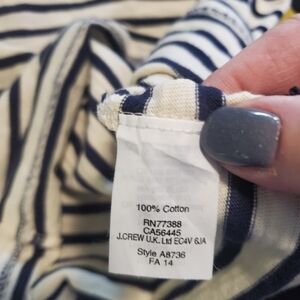 100% Cotton
RN77388
CA56445
J.CREW U.K. Ltd EC4V 6JA
Style A8736
FA 14